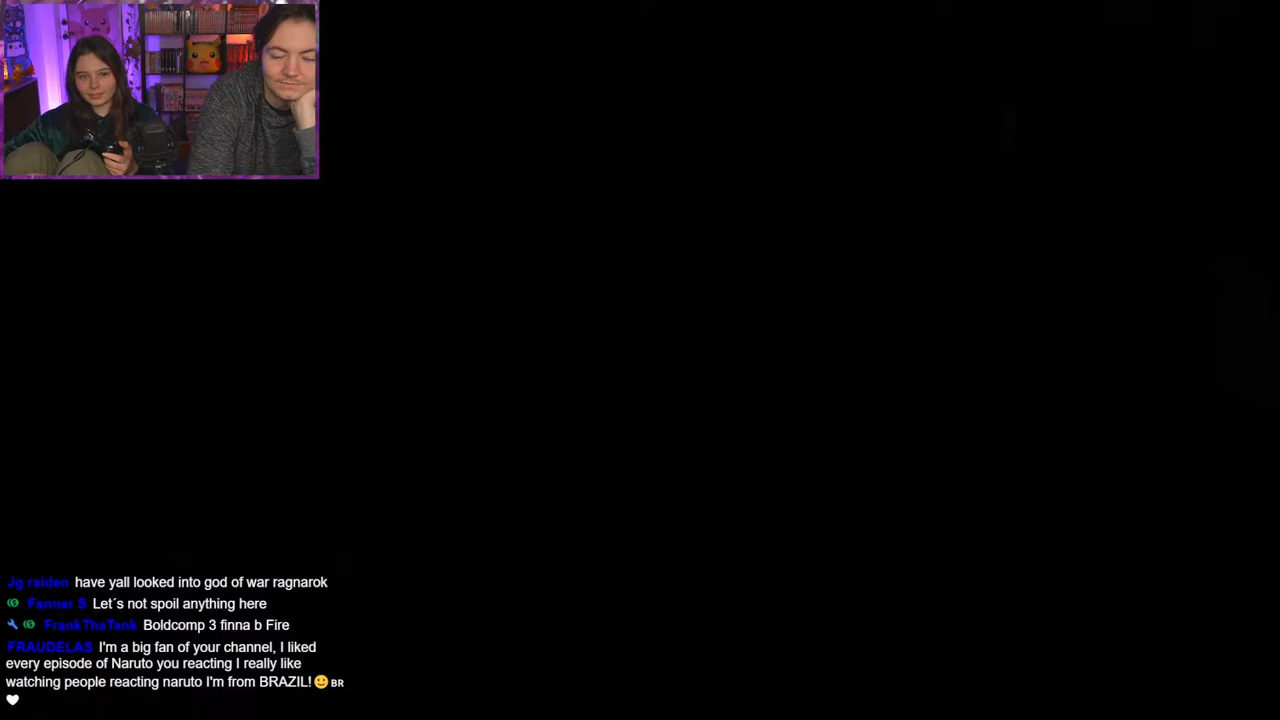 Jg raiden have yall looked into god of war ragnarok
Fannar S Let´s not spoil anything here
FrankThaTank Boldcomp 3 finna b Fire
FRAUDELAS I'm a big fan of your channel, I liked
every episode of Naruto you reacting I really like
watching people reacting naruto I'm from BRAZIL!🙂 BR
🤍